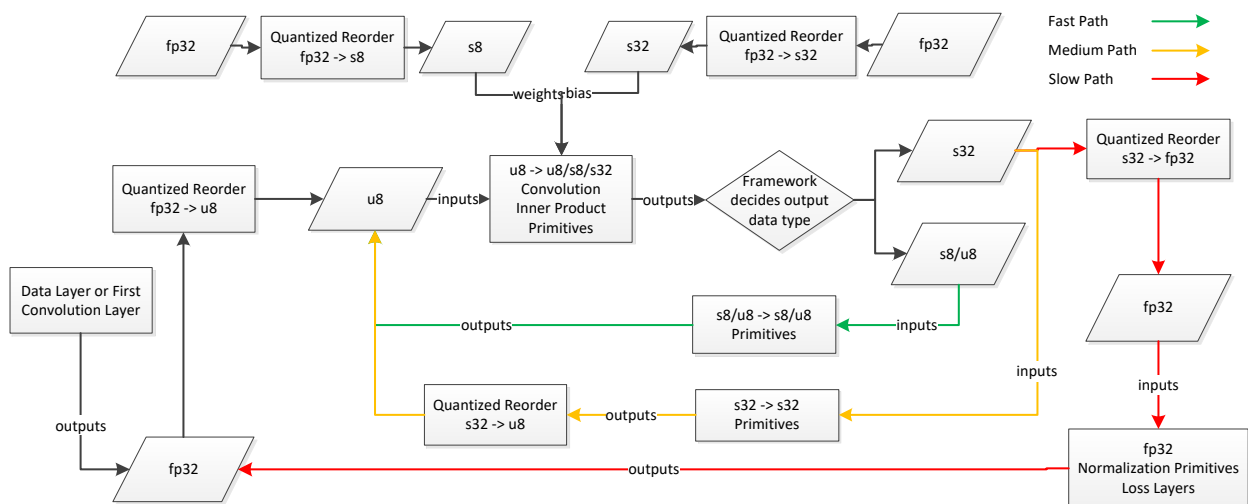 fp32
Quantized Reorder
fp32 -> s8
s8
s32
Quantized Reorder
fp32 -> s32
fp32
Fast Path
Medium Path
Slow Path
weights
bias
Quantized Reorder
fp32 -> u8
u8
inputs
u8 -> u8/s8/s32
Convolution
Inner Product
Primitives
outputs
Framework
decides output
data type
s32
Quantized Reorder
s32 -> fp32
s8/u8
Data Layer or First
Convolution Layer
outputs
s8/u8 -> s8/u8
Primitives
inputs
fp32
inputs
inputs
Quantized Reorder
s32 -> u8
outputs
s32 -> s32
Primitives
outputs
fp32
outputs
fp32
Normalization Primitives
Loss Layers